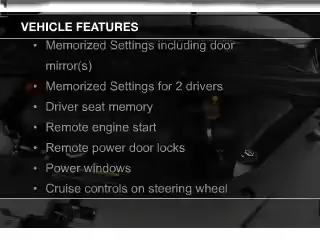 VEHICLE FEATURES
• Memorized Settings including door
mirror(s)
• Memorized Settings for 2 drivers
• Driver seat memory
• Remote engine start
• Remote power door locks
• Power windows
• Cruise controls on steering wheel